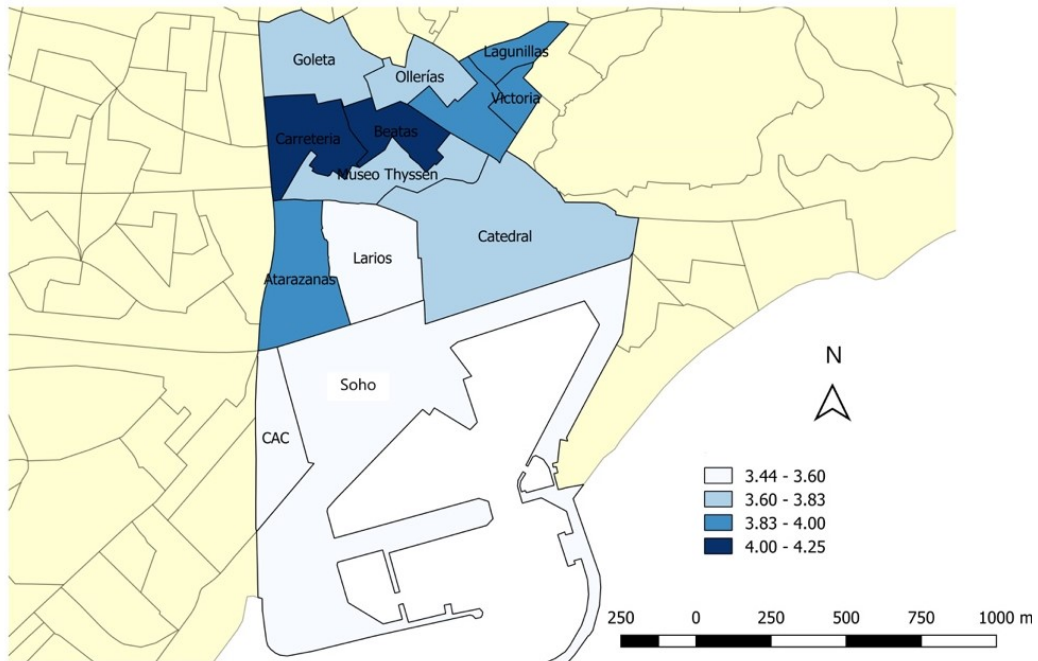 Goleta
Ollerías
Lagunillas
Victoria
Carreteria
Beatas
Museo Thyssen
Catedral
Larios
Atarazanas
Soho
CAC
N
3.44 - 3.60
3.60 - 3.83
3.83 - 4.00
4.00 - 4.25
250 0 250 500 750 1000 m